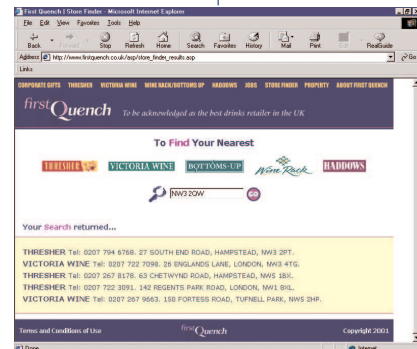 First Quench | Store Finder - Microsoft Internet Explorer
File Edit View Favorites Tools Help
Back Forward Stop Refresh Home Search Favorites History Mail Print Edit RealGuide
Address http://www.firstquench.co.uk/asp/store_finder_results.asp Go
Links
CORPORATE GIFTS THRESHER VICTORIA WINE WINE RACK/BOTTOMS UP HADDOWS JOBS STORE FINDER PROPERTY ABOUT FIRST QUENCH
first Quench To be acknowledged as the best drinks retailer in the UK
To Find Your Nearest
THRESHER VICTORIA WINE BOTTOMS-UP Wine Rack HADDOWS
NW3 2QW GO
Your Search returned...
THRESHER Tel: 0207 794 6768. 27 SOUTH END ROAD, HAMPSTEAD, NW3 2PT.
VICTORIA WINE Tel: 0207 722 7098. 26 ENGLANDS LANE, LONDON, NW3 4TG.
THRESHER Tel: 0207 267 8178. 63 CHETWYND ROAD, HAMPSTEAD, NW5 1BX.
THRESHER Tel: 0207 722 3091. 142 REGENTS PARK ROAD, LONDON, NW1 8XL.
VICTORIA WINE Tel: 0207 267 9663. 158 FORTESS ROAD, TUFNELL PARK, NW5 2HP.
Terms and Conditions of Use first Quench Copyright 2001
Done Internet